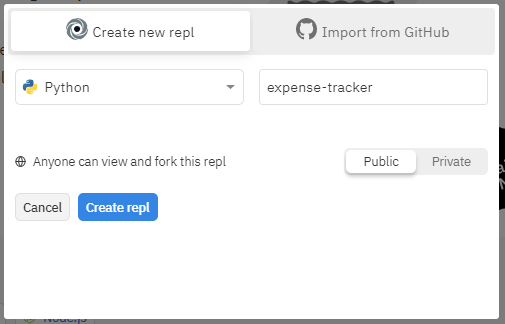 Create new repl
Import from GitHub
Python
expense-tracker
Anyone can view and fork this repl
Public
Private
Cancel
Create repl
Node.js